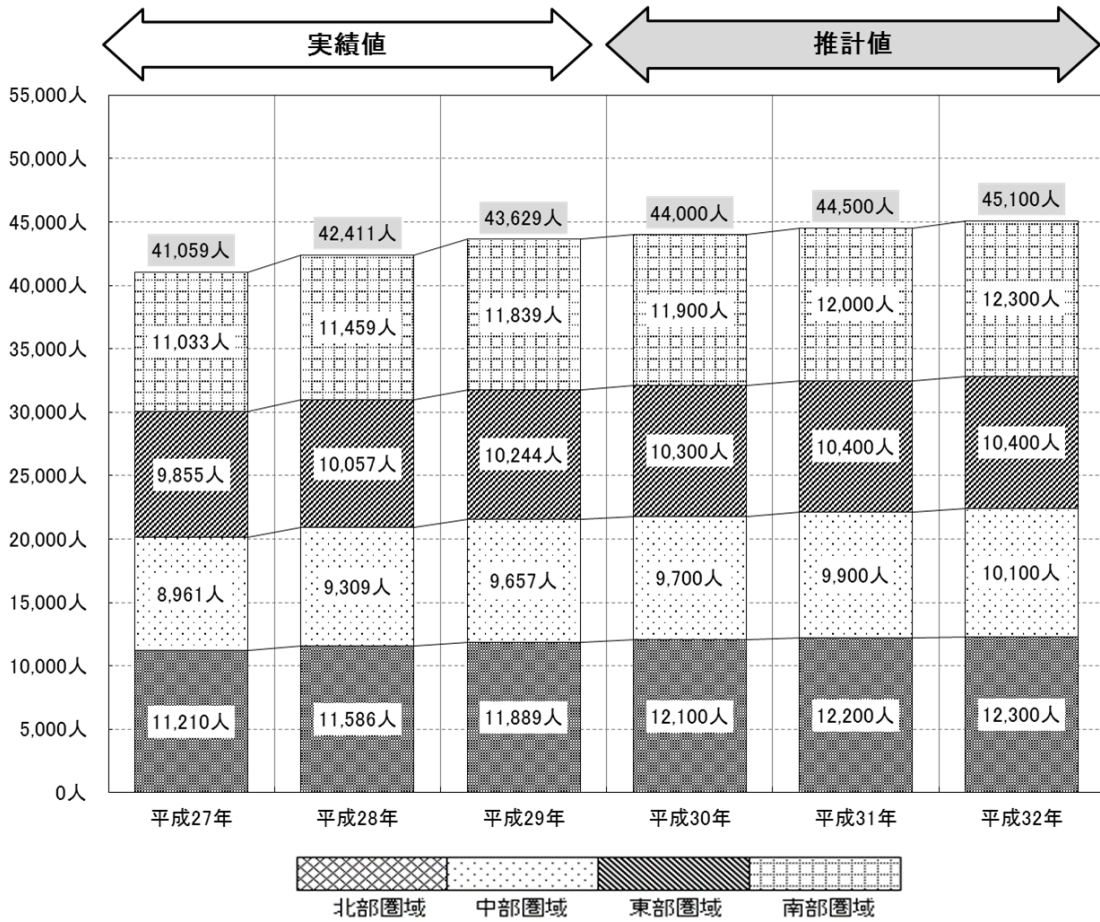 実績値 推計値
55,000人
50,000人
45,000人
40,000人
35,000人
30,000人
25,000人
20,000人
15,000人
10,000人
5,000人
0人
41,059人 42,411人 43,629人 44,000人 44,500人 45,100人
11,033人 11,459人 11,839人 11,900人 12,000人 12,300人
9,855人 10,057人 10,244人 10,300人 10,400人 10,400人
8,961人 9,309人 9,657人 9,700人 9,900人 10,100人
11,210人 11,586人 11,889人 12,100人 12,200人 12,300人
平成27年 平成28年 平成29年 平成30年 平成31年 平成32年
北部圏域 中部圏域 東部圏域 南部圏域